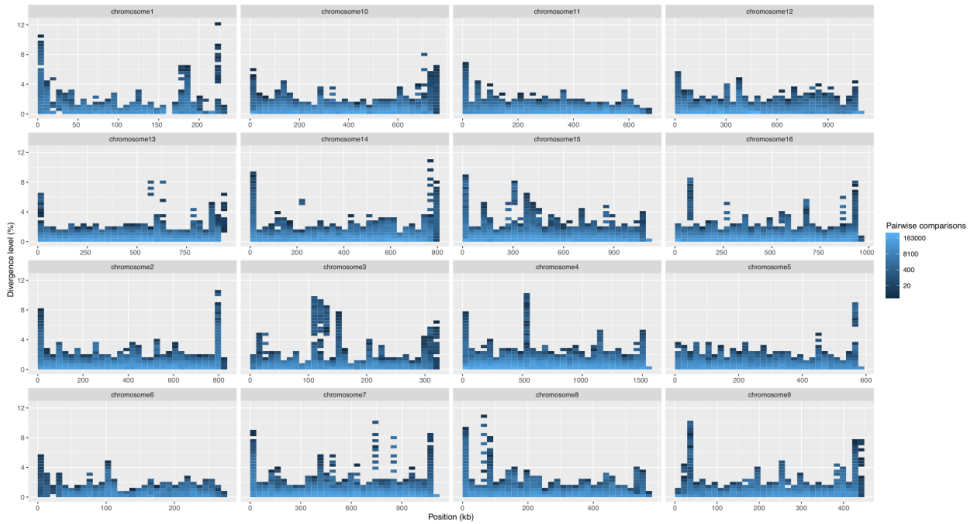 chromosome1 chromosome10 chromosome11 chromosome12
12
8
4
0
0 50 100 150 200 0 200 400 600 0 200 400 600 0 300 600 900
chromosome13 chromosome14 chromosome15 chromosome16
12
8
4
0
0 250 500 750 0 200 400 600 800 0 300 600 900 0 250 500 750 1000
Pairwise comparisons
163000
8100
400
20
Divergence level (%)
chromosome2 chromosome3 chromosome4 chromosome5
12
8
4
0
0 200 400 600 800 0 100 200 300 0 500 1000 1500 0 200 400 600
chromosome6 chromosome7 chromosome8 chromosome9
12
8
4
0
0 100 200 0 300 600 900 0 200 400 0 100 200 300 400
Position (kb)